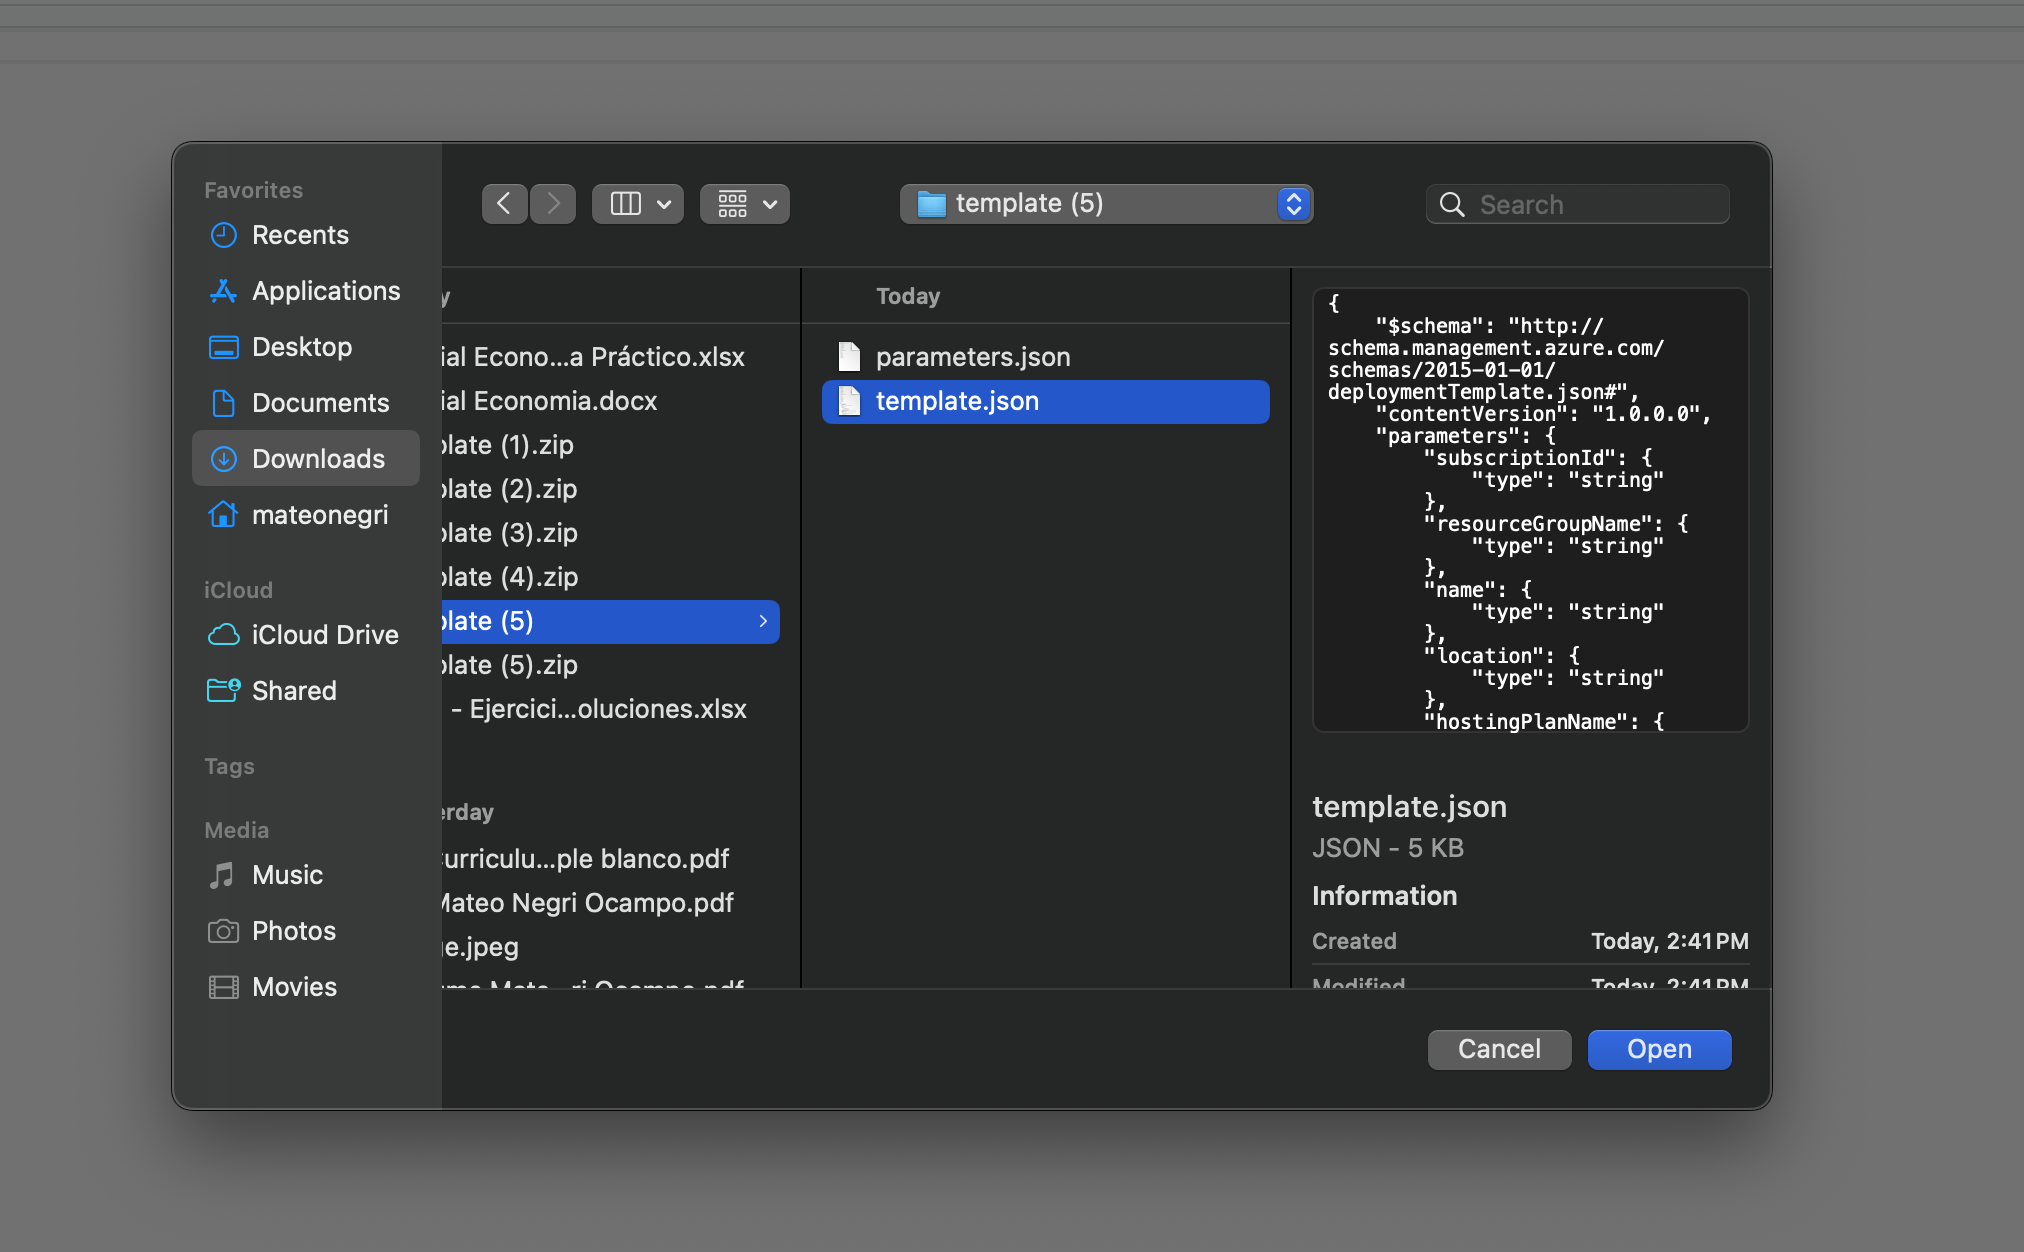 Favorites
Recents
Applications
Desktop
Documents
Downloads
mateonegri
iCloud
iCloud Drive
Shared
Tags
Media
Music
Photos
Movies
template (5)
Search
y
ial Econo...a Práctico.xlsx
ial Economia.docx
plate (1).zip
plate (2).zip
plate (3).zip
plate (4).zip
plate (5)
plate (5).zip
- Ejercici...oluciones.xlsx
erday
urriculu...ple blanco.pdf
Mateo Negri Ocampo.pdf
e.jpeg
Today
parameters.json
template.json
{
"$schema": "http://
schema.management.azure.com/
schemas/2015-01-01/
deploymentTemplate.json#",
"contentVersion": "1.0.0.0",
"parameters": {
"subscriptionId": {
"type": "string"
},
"resourceGroupName": {
"type": "string"
},
"name": {
"type": "string"
},
"location": {
"type": "string"
},
"hostingPlanName": {
template.json
JSON - 5 KB
Information
Created Today, 2:41 PM
Modified Today, 2:41 PM
Cancel
Open